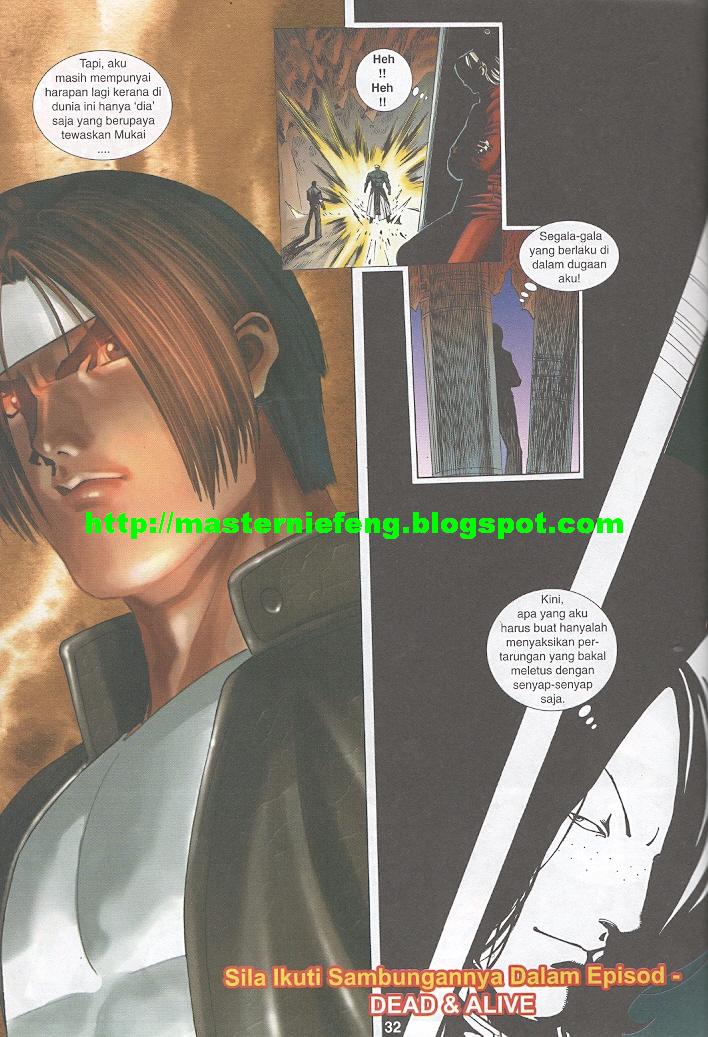 Tapi, aku
masih mempunyai
harapan lagi kerana di
dunia ini hanya ‘dia’
saja yang berupaya
tewaskan Mukai
....
Heh
!!
Heh
!!
Segala-gala
yang berlaku di
dalam dugaan
aku!
http://masterniefeng.blogspot.com
Kini,
apa yang aku
harus buat hanyalah
menyaksikan per-
tarungan yang bakal
meletus dengan
senyap-senyap
saja.
Sila Ikuti Sambungannya Dalam Episod -
DEAD & ALIVE
32